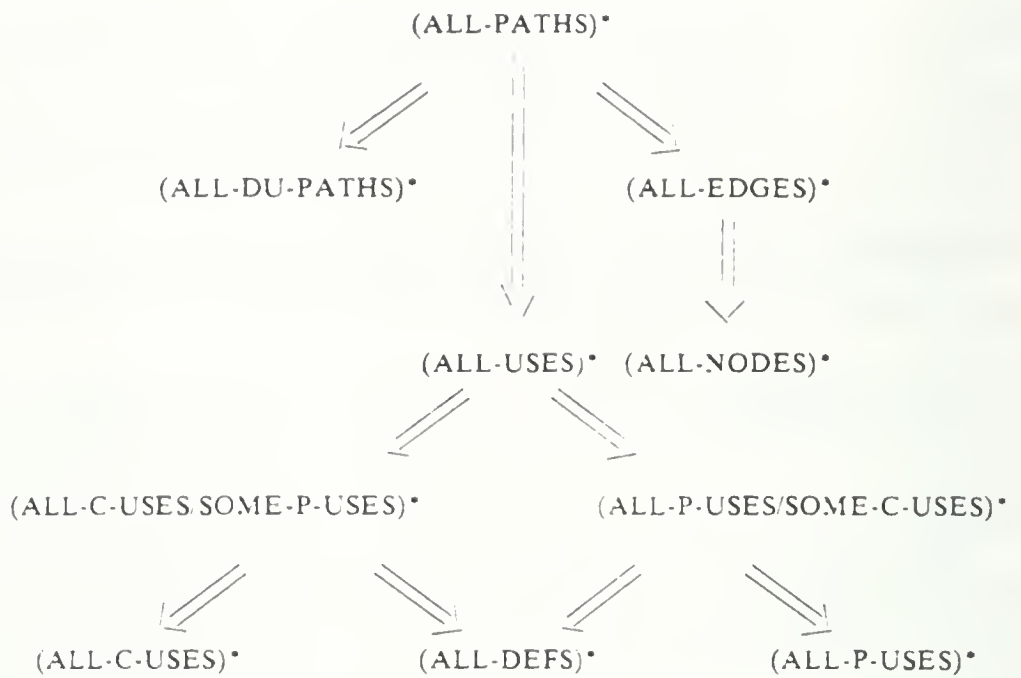 (ALL-PATHS)*
(ALL-DU-PATHS)* (ALL-EDGES)*
(ALL-USES)* (ALL-NODES)*
(ALL-C-USES/SOME-P-USES)* (ALL-P-USES/SOME-C-USES)*
(ALL-C-USES)* (ALL-DEFS)* (ALL-P-USES)*